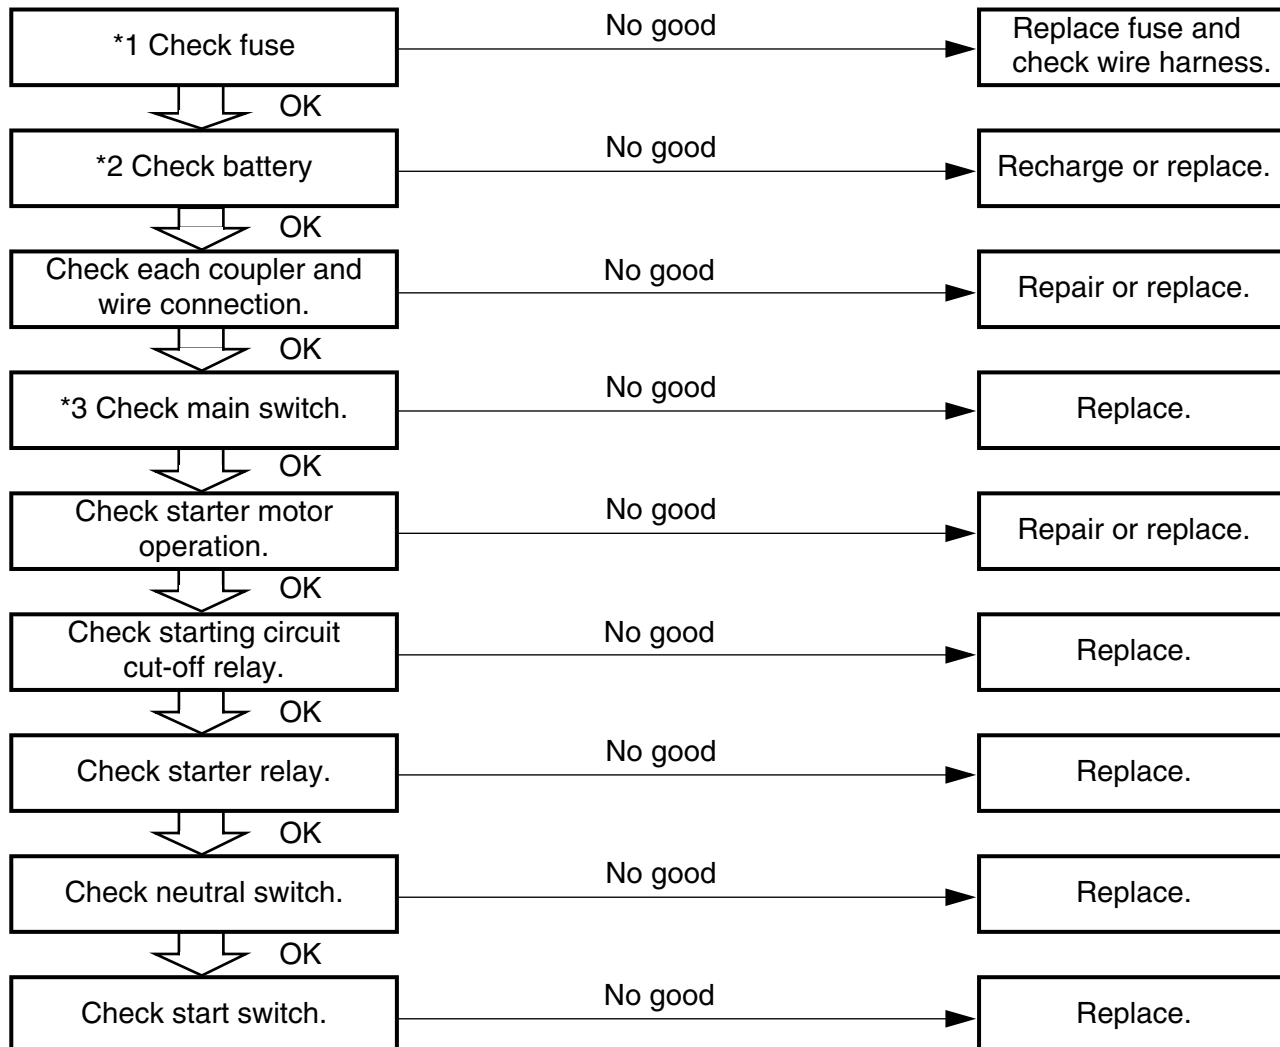 *1 Check fuse
No good
Replace fuse and
check wire harness.
OK
*2 Check battery
No good
Recharge or replace.
OK
Check each coupler and
wire connection.
No good
Repair or replace.
OK
*3 Check main switch.
No good
Replace.
OK
Check starter motor
operation.
No good
Repair or replace.
OK
Check starting circuit
cut-off relay.
No good
Replace.
OK
Check starter relay.
No good
Replace.
OK
Check neutral switch.
No good
Replace.
OK
Check start switch.
No good
Replace.